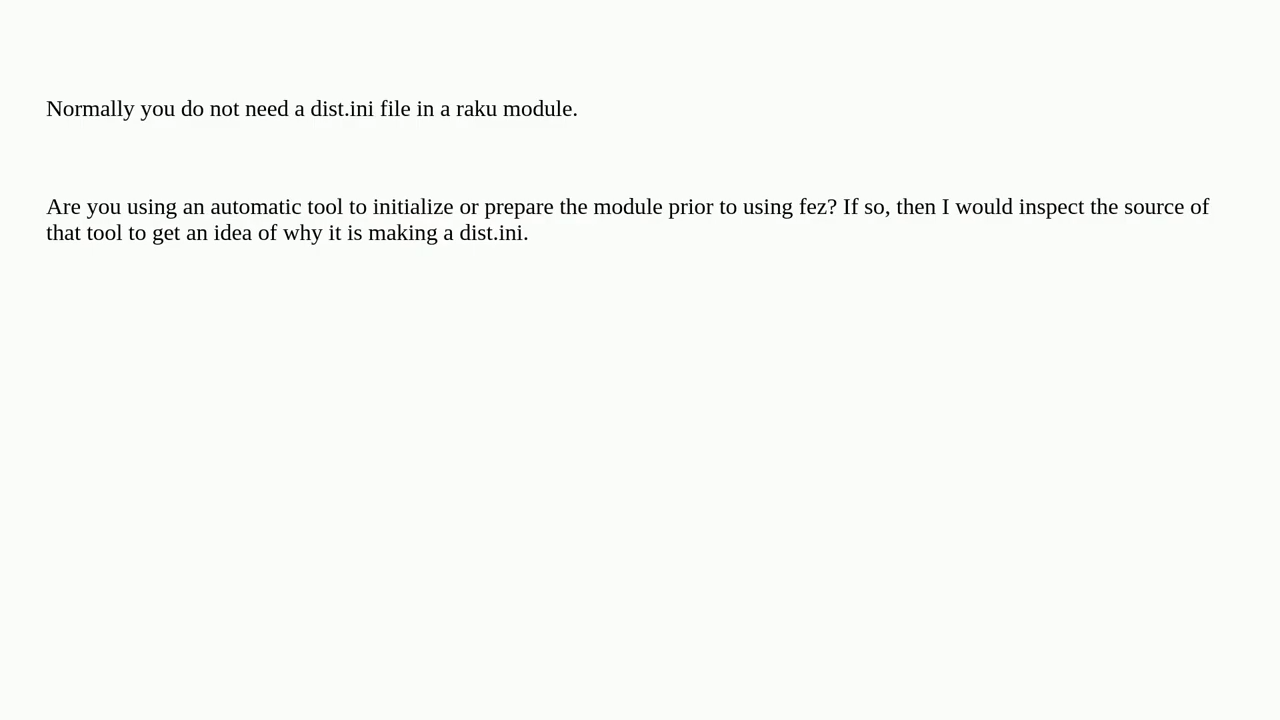 Normally you do not need a dist.ini file in a raku module.
Are you using an automatic tool to initialize or prepare the module prior to using fez? If so, then I would inspect the source of
that tool to get an idea of why it is making a dist.ini.